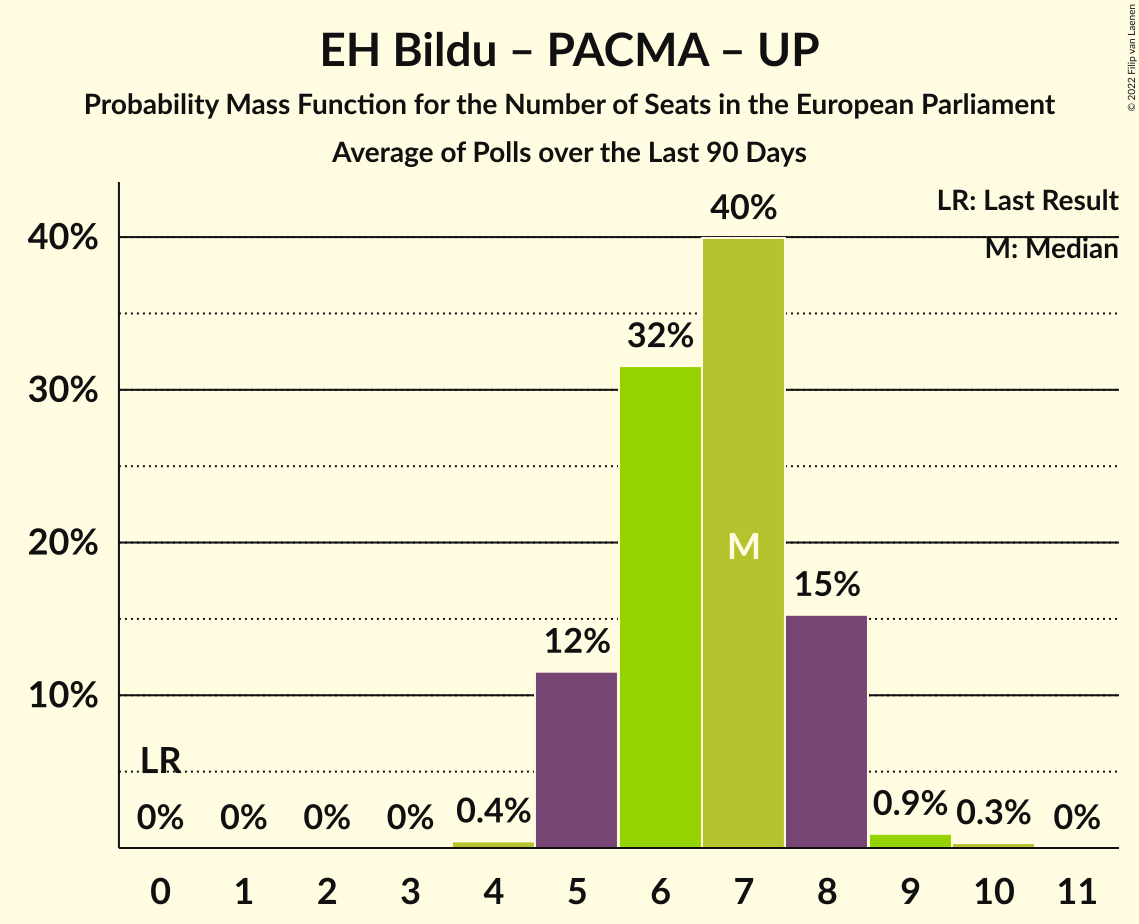 EH Bildu – PACMA – UP
Probability Mass Function for the Number of Seats in the European Parliament
Average of Polls over the Last 90 Days
© 2022 Filip van Laenen
LR: Last Result
M: Median
40%
30%
20%
10%
LR
0%
0%
0%
0%
0.4%
12%
32%
40%
M
15%
0.9%
0.3%
0%
0 1 2 3 4 5 6 7 8 9 10 11